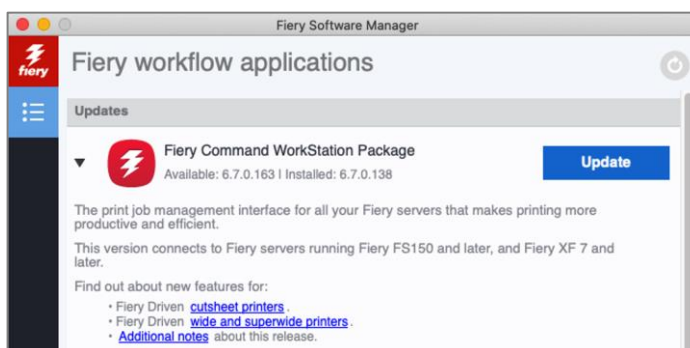 Fiery Software Manager
fiery
Fiery workflow applications
Updates
Fiery Command WorkStation Package
Available: 6.7.0.163 I Installed: 6.7.0.138
Update
The print job management interface for all your Fiery servers that makes printing more
productive and efficient.
This version connects to Fiery servers running Fiery FS150 and later, and Fiery XF 7 and
later.
Find out about new features for:
• Fiery Driven cutsheet printers .
• Fiery Driven wide and superwide printers .
• Additional notes about this release.